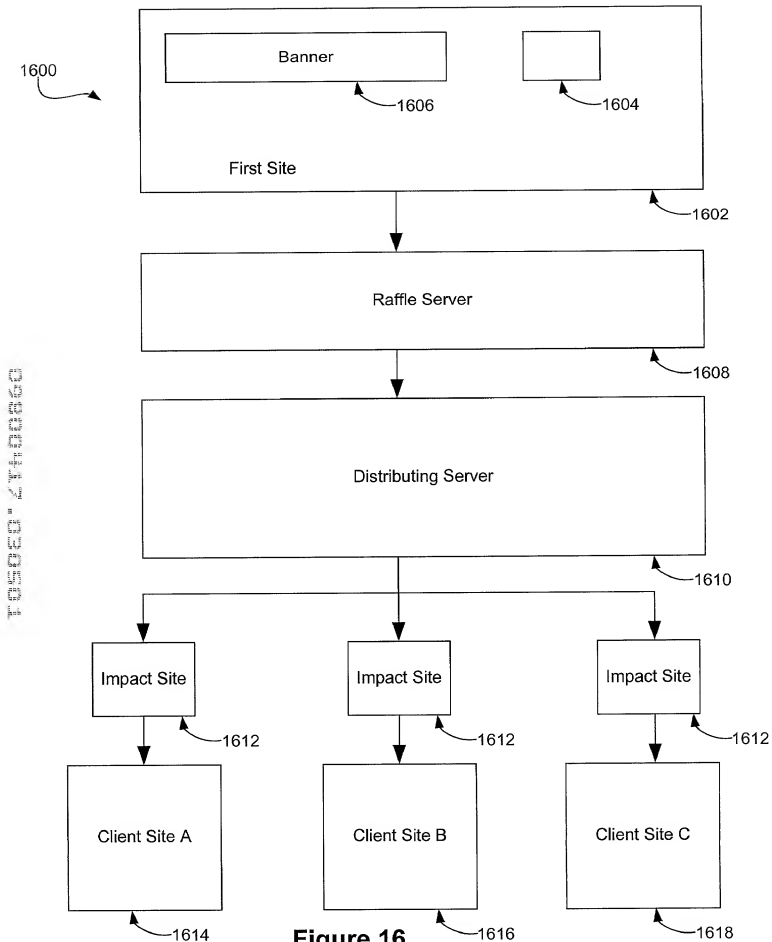 1600
Banner
1606
1604
First Site
1602
Raffle Server
1608
Distributing Server
1610
Impact Site
Impact Site
Impact Site
1612
1612
1612
Client Site A
Client Site B
Client Site C
1614
1616
1618
Figure 16